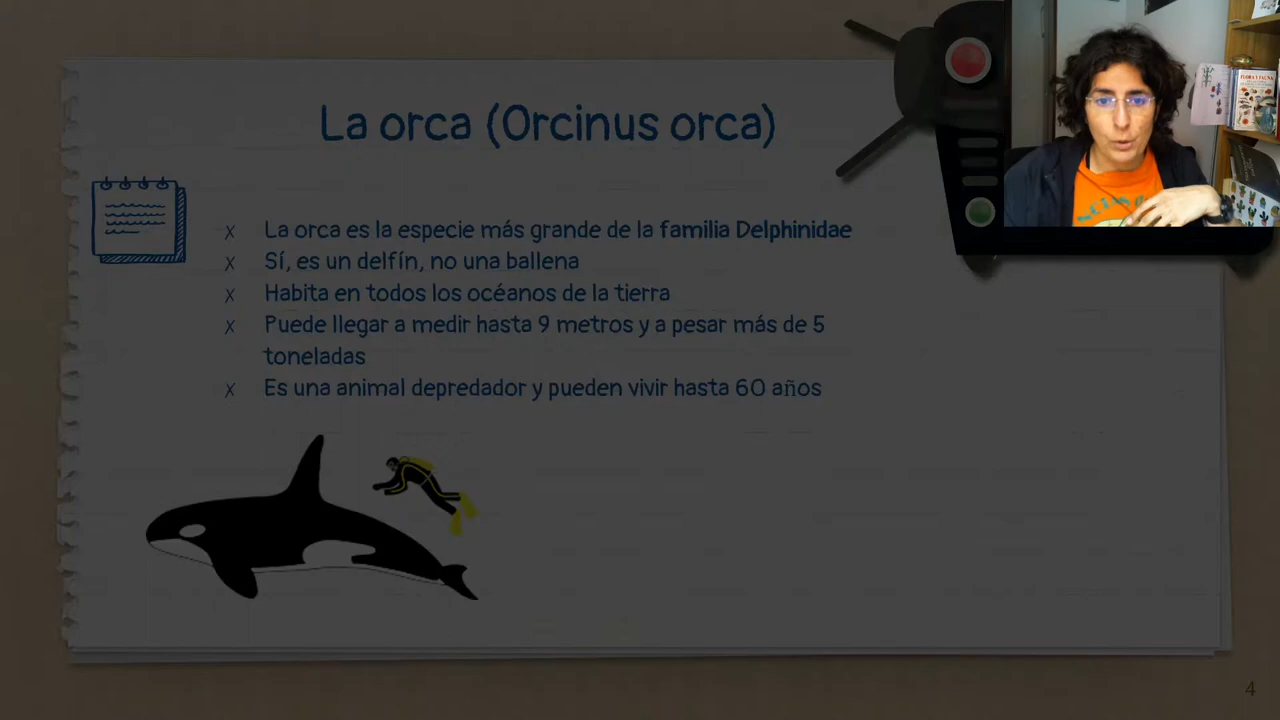 La orca (Orcinus orca)
x La orca es la especie más grande de la familia Delphinidae
x Sí, es un delfín, no una ballena
x Habita en todos los océanos de la tierra
x Puede llegar a medir hasta 9 metros y a pesar más de 5
toneladas
x Es una animal depredador y pueden vivir hasta 60 años
4